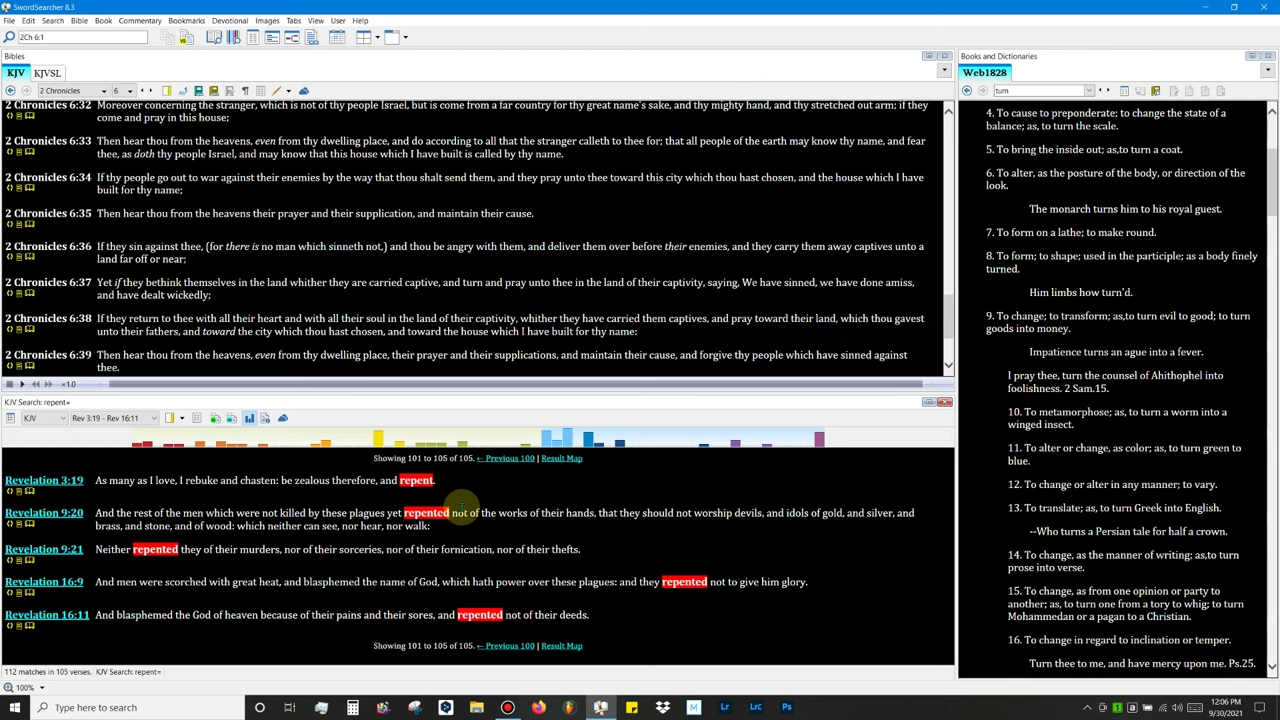 SwordSearcher 8.3
File Edit Search Bible Book Commentary Bookmarks Devotional Images Tabs View User Help
2Ch 6:1
Bibles
KJV KJVSL
2 Chronicles 6
2 Chronicles 6:32 Moreover concerning the stranger, which is not of thy people Israel, but is come from a far country for thy great name's sake, and thy mighty hand, and thy stretched out arm; if they
come and pray in this house;
2 Chronicles 6:33 Then hear thou from the heavens, even from thy dwelling place, and do according to all that the stranger calleth to thee for; that all people of the earth may know thy name, and fear
thee, as doth thy people Israel, and may know that this house which I have built is called by thy name.
2 Chronicles 6:34 If thy people go out to war against their enemies by the way that thou shalt send them, and they pray unto thee toward this city which thou hast chosen, and the house which I have
built for thy name;
2 Chronicles 6:35 Then hear thou from the heavens their prayer and their supplication, and maintain their cause.
2 Chronicles 6:36 If they sin against thee, (for there is no man which sinneth not,) and thou be angry with them, and deliver them over before their enemies, and they carry them away captives unto a
land far off or near;
2 Chronicles 6:37 Yet if they bethink themselves in the land whither they are carried captive, and turn and pray unto thee in the land of their captivity, saying, We have sinned, we have done amiss,
and have dealt wickedly;
2 Chronicles 6:38 If they return to thee with all their heart and with all their soul in the land of their captivity, whither they have carried them captives, and pray toward their land, which thou gavest
unto their fathers, and toward the city which thou hast chosen, and toward the house which I have built for thy name:
2 Chronicles 6:39 Then hear thou from the heavens, even from thy dwelling place, their prayer and their supplications, and maintain their cause, and forgive thy people which have sinned against
thee.
×1.0
KJV Search: repent=
KJV Rev 3:19 - Rev 16:11
Showing 101 to 105 of 105. ← Previous 100 | Result Map
Revelation 3:19 As many as I love, I rebuke and chasten: be zealous therefore, and repent.
Revelation 9:20 And the rest of the men which were not killed by these plagues yet repented not of the works of their hands, that they should not worship devils, and idols of gold, and silver, and
brass, and stone, and of wood: which neither can see, nor hear, nor walk:
Revelation 9:21 Neither repented they of their murders, nor of their sorceries, nor of their fornication, nor of their thefts.
Revelation 16:9 And men were scorched with great heat, and blasphemed the name of God, which hath power over these plagues: and they repented not to give him glory.
Revelation 16:11 And blasphemed the God of heaven because of their pains and their sores, and repented not of their deeds.
Showing 101 to 105 of 105. ← Previous 100 | Result Map
112 matches in 105 verses. KJV Search: repent=
100%
Books and Dictionaries
Web1828
turn
4. To cause to preponderate; to change the state of a
balance; as, to turn the scale.
5. To bring the inside out; as,to turn a coat.
6. To alter, as the posture of the body, or direction of the
look.
The monarch turns him to his royal guest.
7. To form on a lathe; to make round.
8. To form; to shape; used in the participle; as a body finely
turned.
Him limbs how turn'd.
9. To change; to transform; as,to turn evil to good; to turn
goods into money.
Impatience turns an ague into a fever.
I pray thee, turn the counsel of Ahithophel into
foolishness. 2 Sam.15.
10. To metamorphose; as, to turn a worm into a
winged insect.
11. To alter or change, as color; as, to turn green to
blue.
12. To change or alter in any manner; to vary.
13. To translate; as, to turn Greek into English.
--Who turns a Persian tale for half a crown.
14. To change, as the manner of writing; as,to turn
prose into verse.
15. To change, as from one opinion or party to
another; as, to turn one from a tory to whig; to turn
Mohammedan or a pagan to a Christian.
16. To change in regard to inclination or temper.
Turn thee to me, and have mercy upon me. Ps.25.
Type here to search
M Lr LrC Ps
12:06 PM
9/30/2021